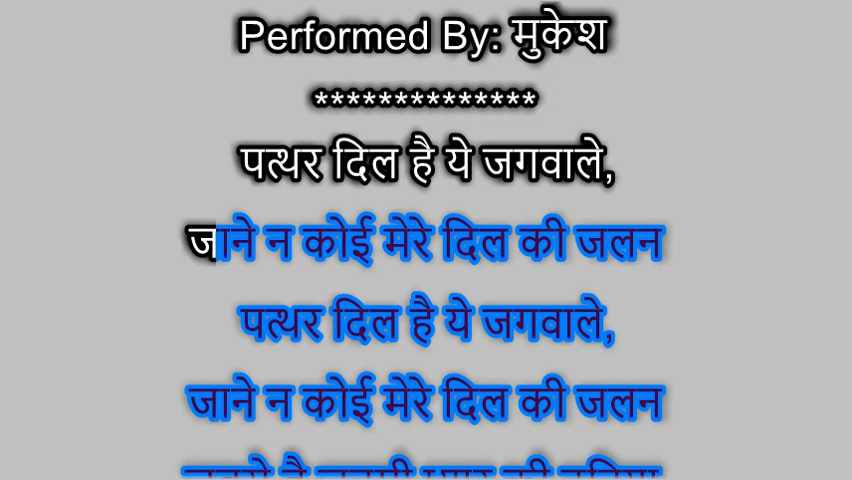 Performed By: मुकेश
**************
पत्थर दिल है ये जगवाले,
जाने न कोई मेरे दिल की जलन
पत्थर दिल है ये जगवाले,
जाने न कोई मेरे दिल की जलन